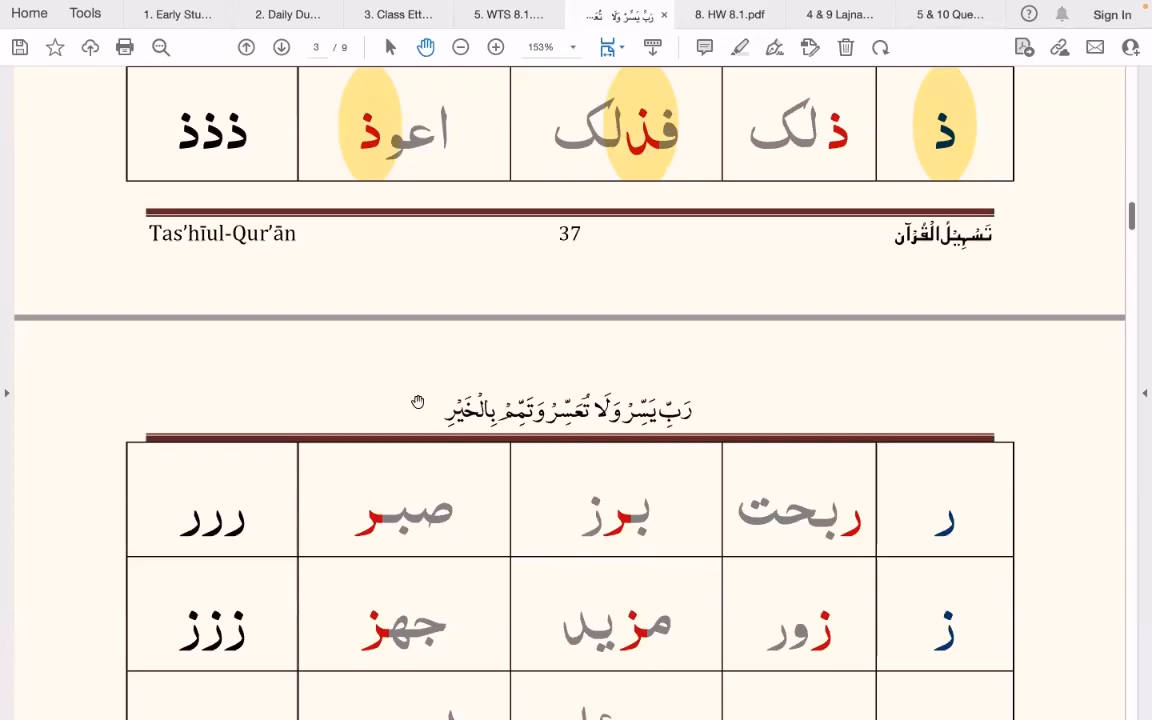 Home Tools 1. Early Stu... 2. Daily Du... 3. Class Ett... 5. WTS 8.1.... رَبِّ يَسِّرْ وَلَا تُعَ... × 8. HW 8.1.pdf 4 & 9 Lajna... 5 & 10 Que... Sign In
3 / 9 153%
ذ ذلک فذلک اعوذ ذذذ
Tas’hīul-Qur’ān 37 تَسْہِیْلُ الْقُرْآن
رَبِّ يَسِّرْ وَلَا تُعَسِّرْ وَتَمِّمْ بِالْخَيْرِ
ر ربحت برز صبر ررر
ز زور مزید جهز ززز